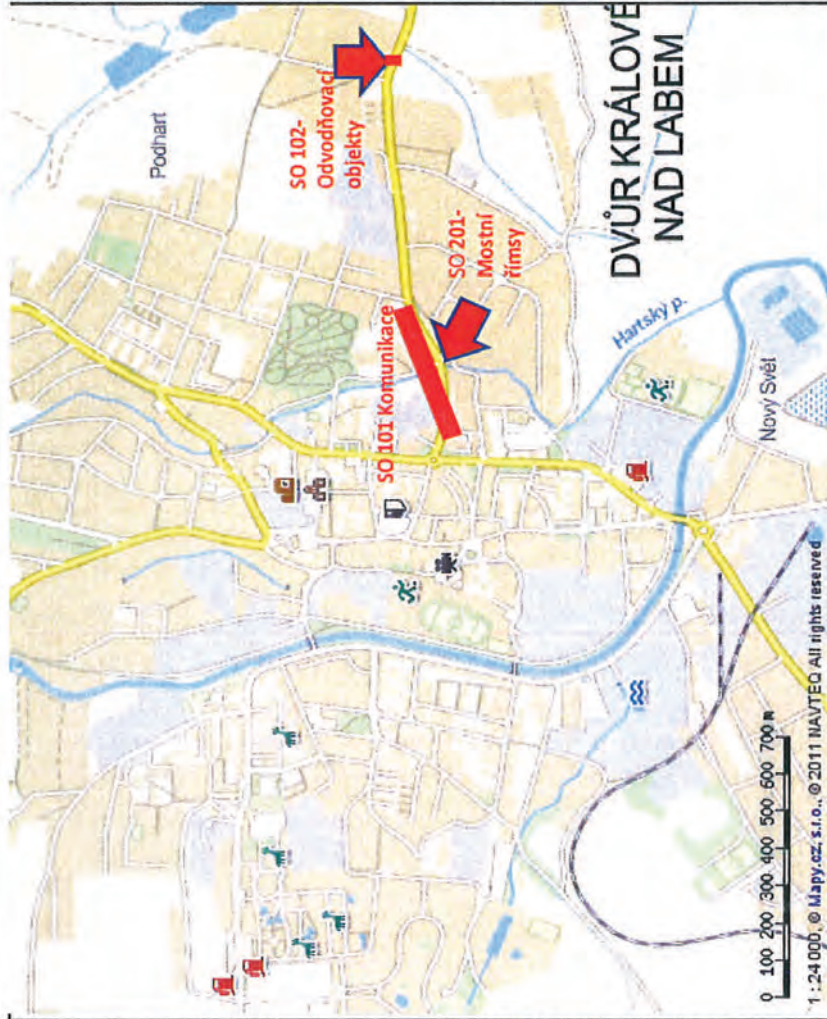 Podhart
SO 102-
Odvodňovací
objekty
SO 201-
Mostní
římsy
SO 101 Komunikace
DVŮR KRÁLOVÉ
NAD LABEM
Hartský p.
Nový Svět
0 100 200 300 400 500 600 700 m
1 : 24 000, © Mapy.cz, s.r.o., © 2011 NAVTEQ All rights reserved